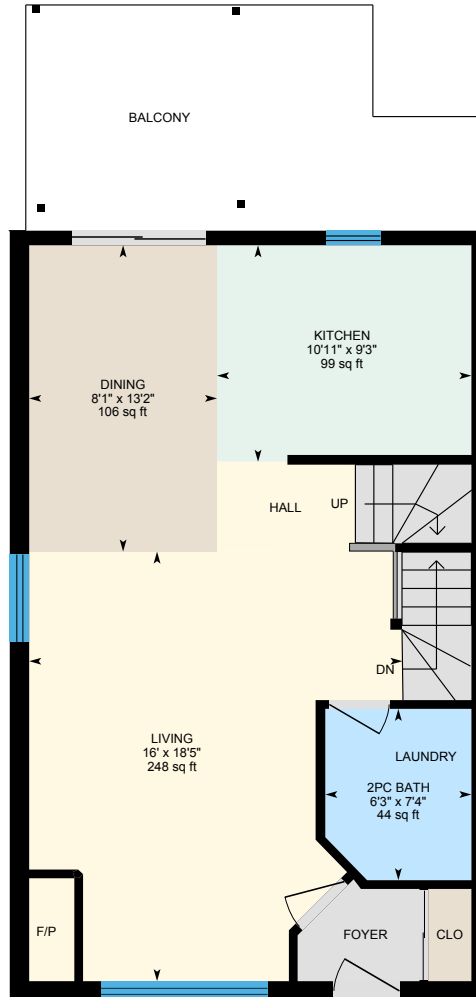 BALCONY
KITCHEN
10'11" x 9'3"
99 sq ft
DINING
8'1" x 13'2"
106 sq ft
HALL
UP
DN
LIVING
16' x 18'5"
248 sq ft
LAUNDRY
2PC BATH
6'3" x 7'4"
44 sq ft
F/P
FOYER
CLO